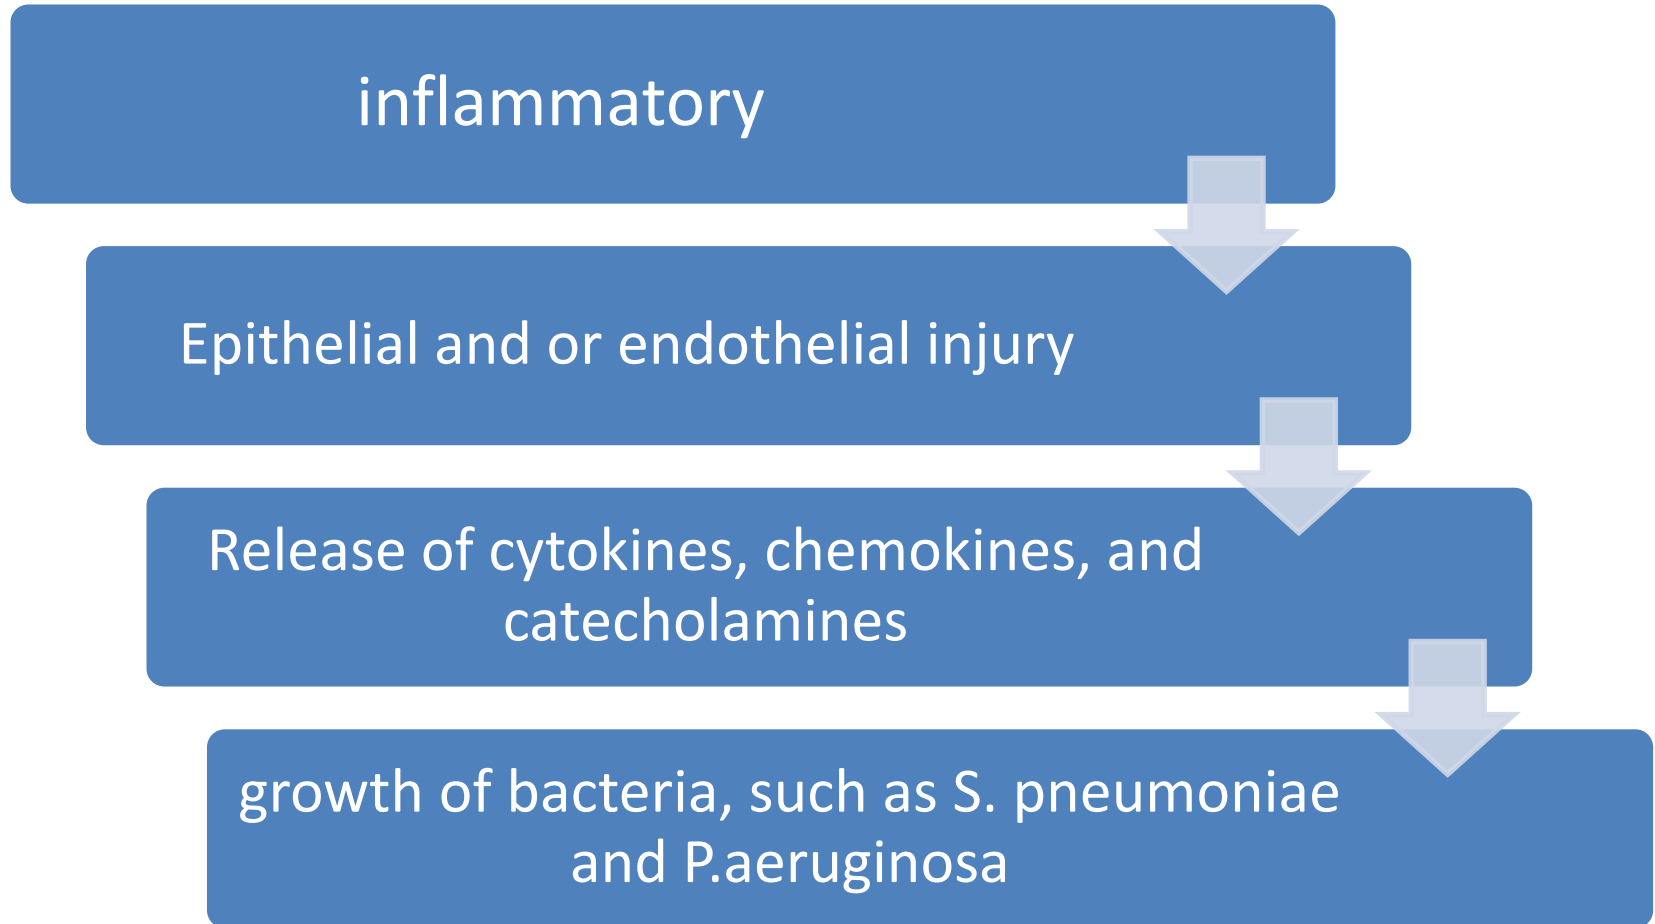 inflammatory
Epithelial and or endothelial injury
Release of cytokines, chemokines, and
catecholamines
growth of bacteria, such as S. pneumoniae
and P.aeruginosa